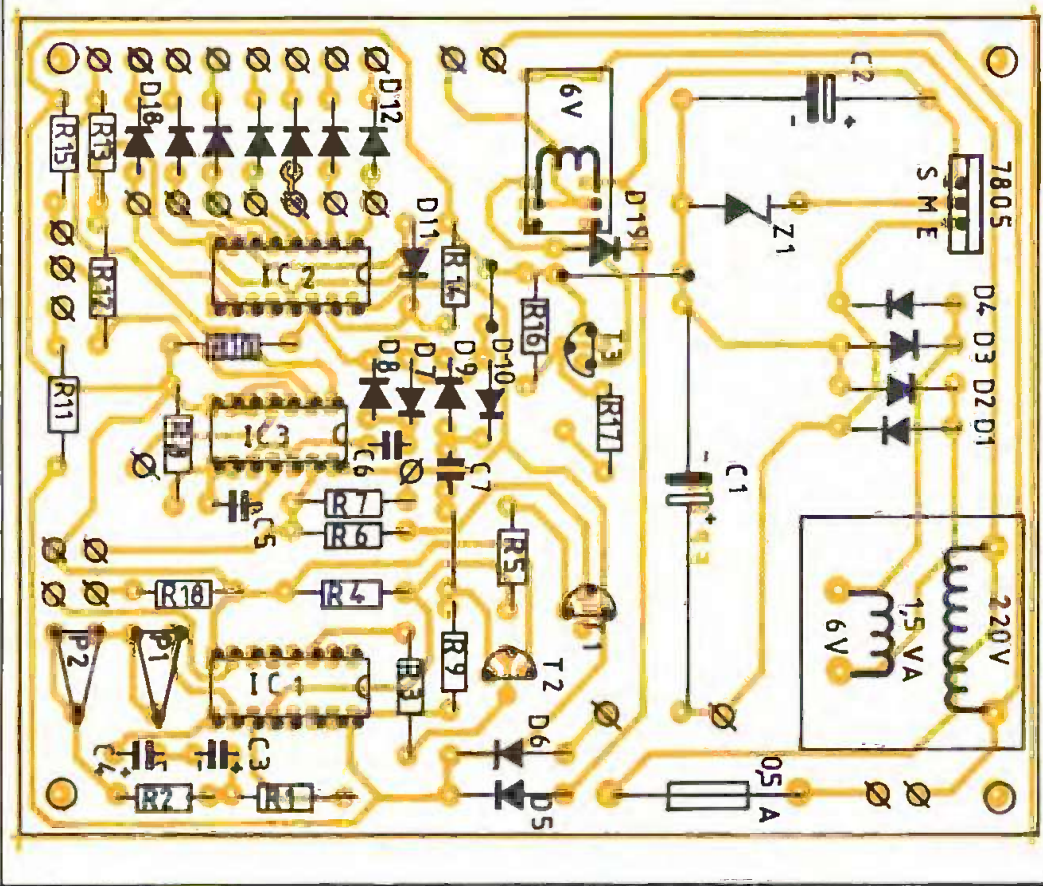 D18
D12
R15
R13
6V
C2
-
+
7805
S M E
D11
D19
Z1
IC2
R14
R12
R16
T3
D4
D3
D2
D1
D8
D7
D9
D10
R11
IC3
R17
C6
C7
C1
-
+
C5
R7
R6
R5
R18
R4
220V
1,5 VA
6V
P2
P1
IC1
R3
R9
T2
D6
C4
+
C3
+
0,5 A
R2
R1
D5